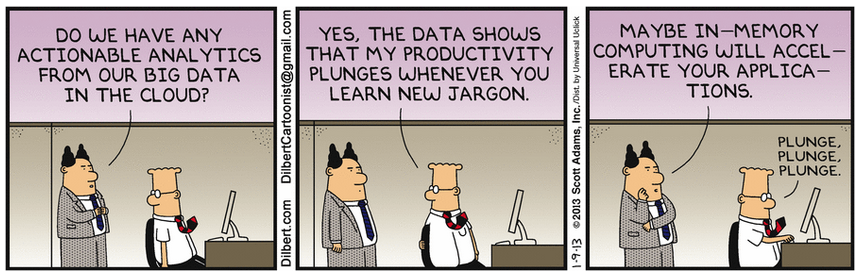 DO WE HAVE ANY
ACTIONABLE ANALYTICS
FROM OUR BIG DATA
IN THE CLOUD?
Dilbert.com DilbertCartoonist@gmail.com
YES, THE DATA SHOWS
THAT MY PRODUCTIVITY
PLUNGES WHENEVER YOU
LEARN NEW JARGON.
1-9-13 ©2013 Scott Adams, Inc. /Dist. by Universal Uclick
MAYBE IN-MEMORY
COMPUTING WILL ACCEL-
ERATE YOUR APPLICA-
TIONS.
PLUNGE,
PLUNGE,
PLUNGE.